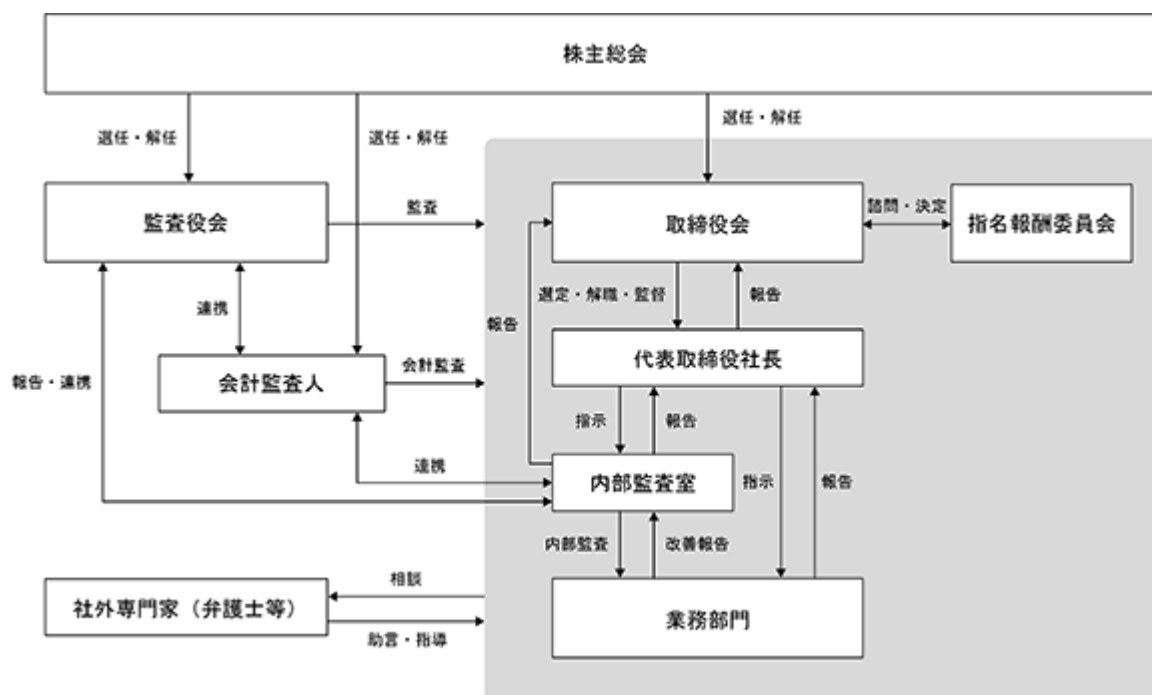 株主総会
選任・解任
選任・解任
選任・解任
監査役会
監査
取締役会
諮問・決定
指名報酬委員会
連携
報告
選定・解職・監督
報告
報告・連携
会計監査人
会計監査
代表取締役社長
指示
報告
連携
内部監査室
指示
報告
内部監査
改善報告
社外専門家（弁護士等）
相談
助言・指導
業務部門